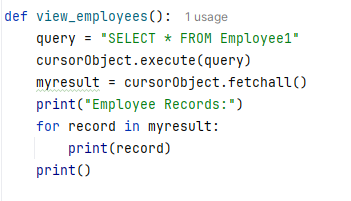 def view_employees(): 1 usage
    query = "SELECT * FROM Employee1"
    cursorObject.execute(query)
    myresult = cursorObject.fetchall()
    print("Employee Records:")
    for record in myresult:
        print(record)
    print()